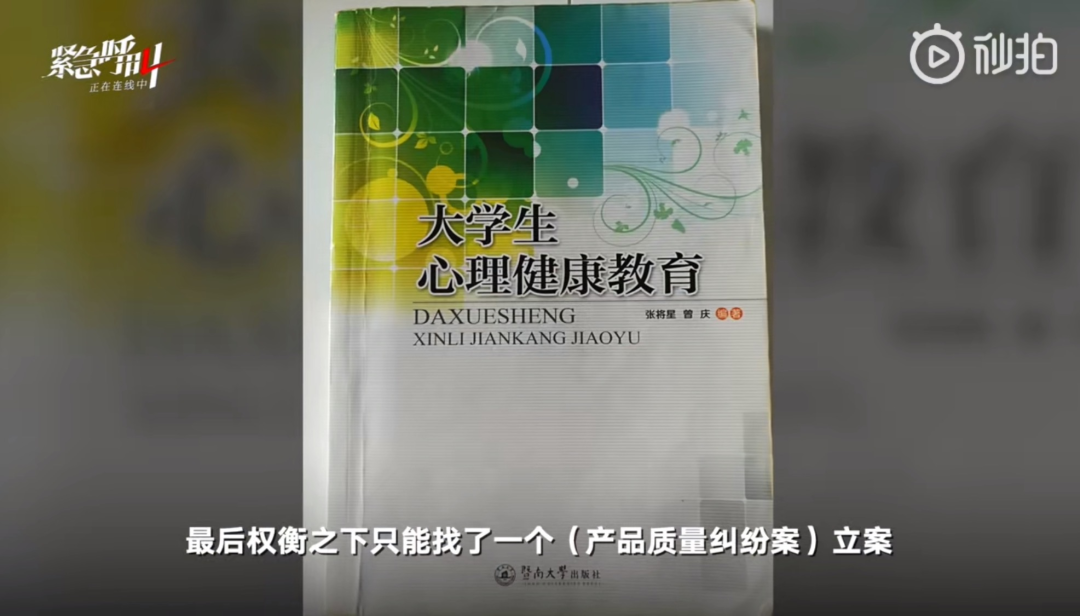 紧急呼叫
正在连线中
秒拍
大学生
心理健康教育
DAXUESHENG
XINLI JIANKANG JIAOYU
张将星 曾庆 编著
最后权衡之下只能找了一个（产品质量纠纷案）立案
暨南大学出版社